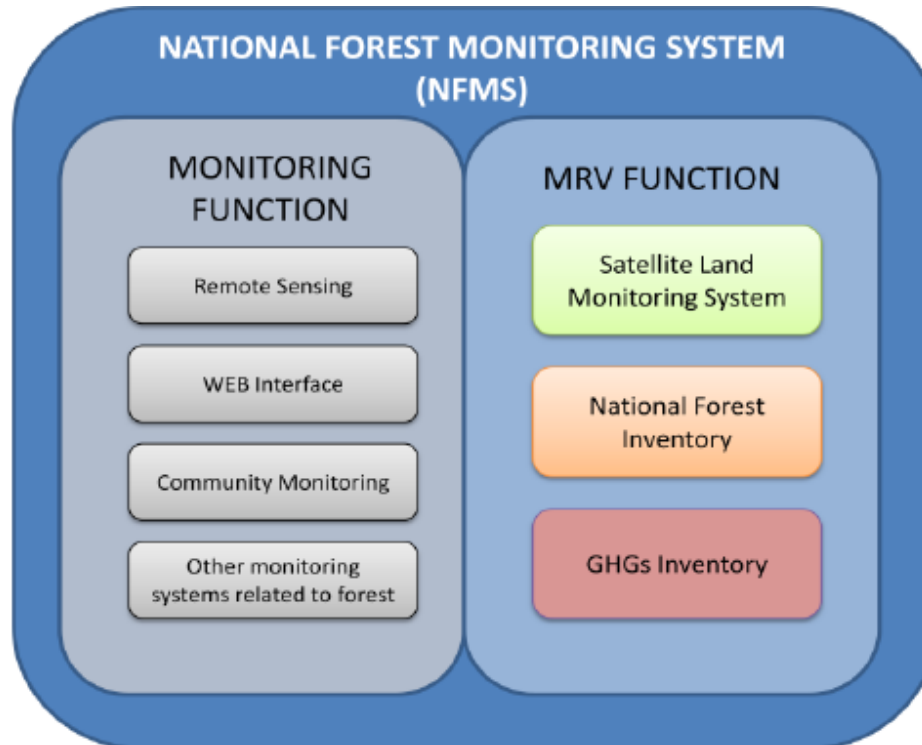 NATIONAL FOREST MONITORING SYSTEM
(NFMS)
MONITORING
FUNCTION
Remote Sensing
WEB Interface
Community Monitoring
Other monitoring
systems related to forest
MRV FUNCTION
Satellite Land
Monitoring System
National Forest
Inventory
GHGs Inventory